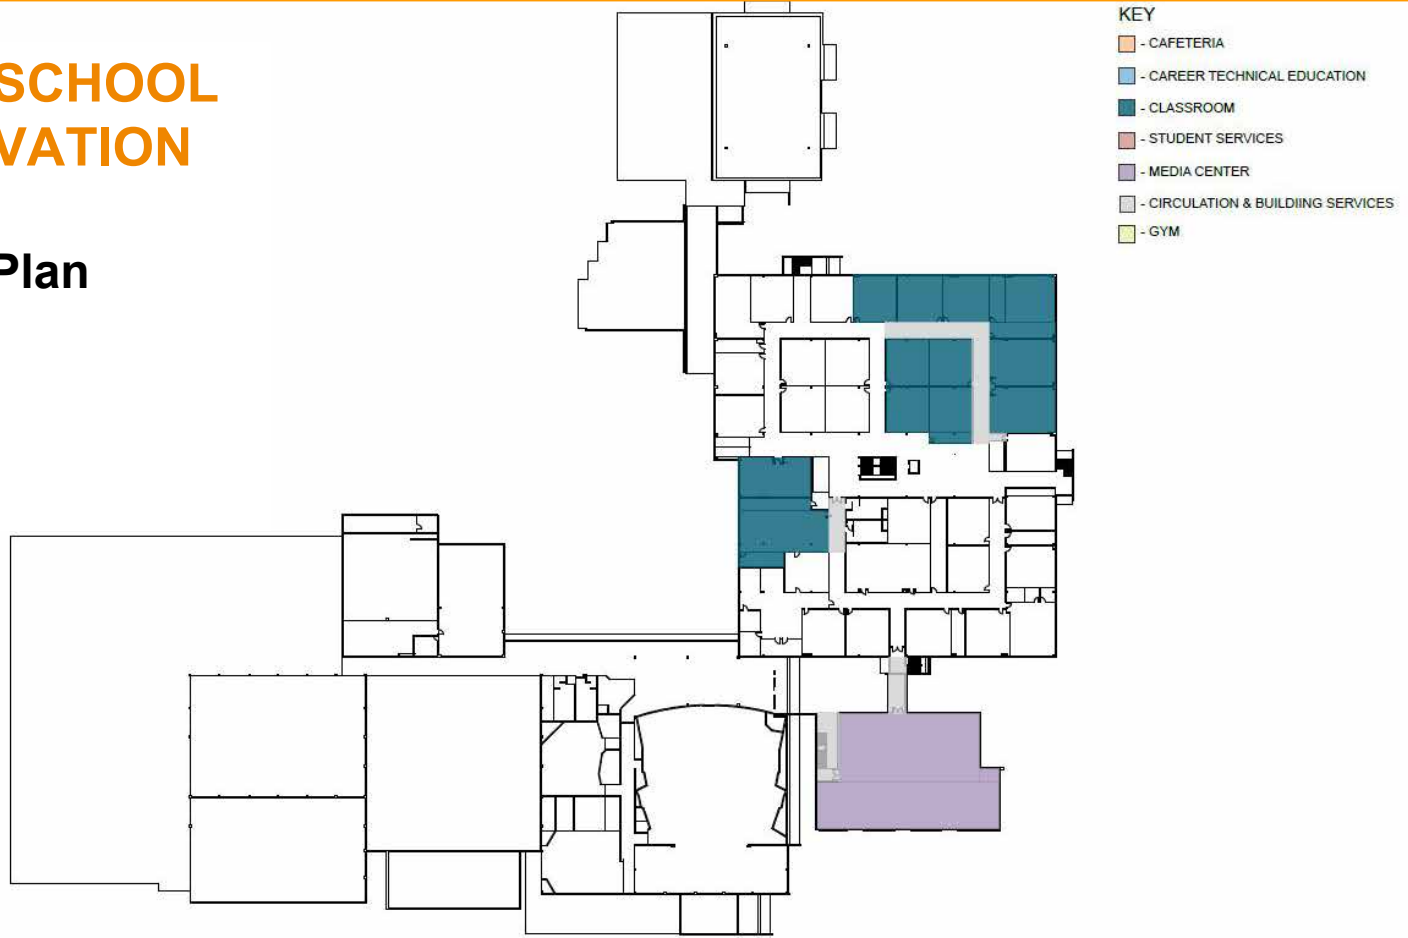 SCHOOL
VATION
Plan
KEY
- CAFETERIA
- CAREER TECHNICAL EDUCATION
- CLASSROOM
- STUDENT SERVICES
- MEDIA CENTER
- CIRCULATION & BUILDIING SERVICES
- GYM